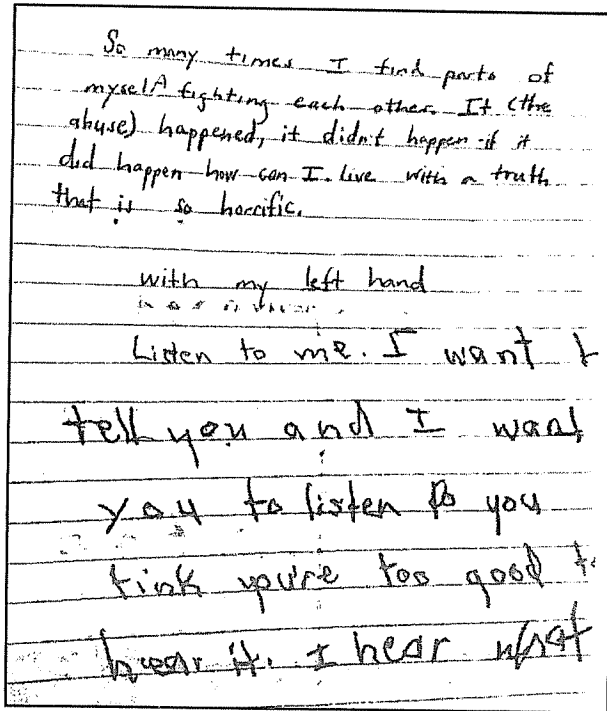 So many times I find parts of
myself fighting each other. It (the
abuse) happened, it didn't happen - if it
did happen how can I live with a truth
that is so horrific.
with my left hand
Listen to me. I want t
tell you and I want
you to listen Do you
tink you're too good to
hear it. I hear what